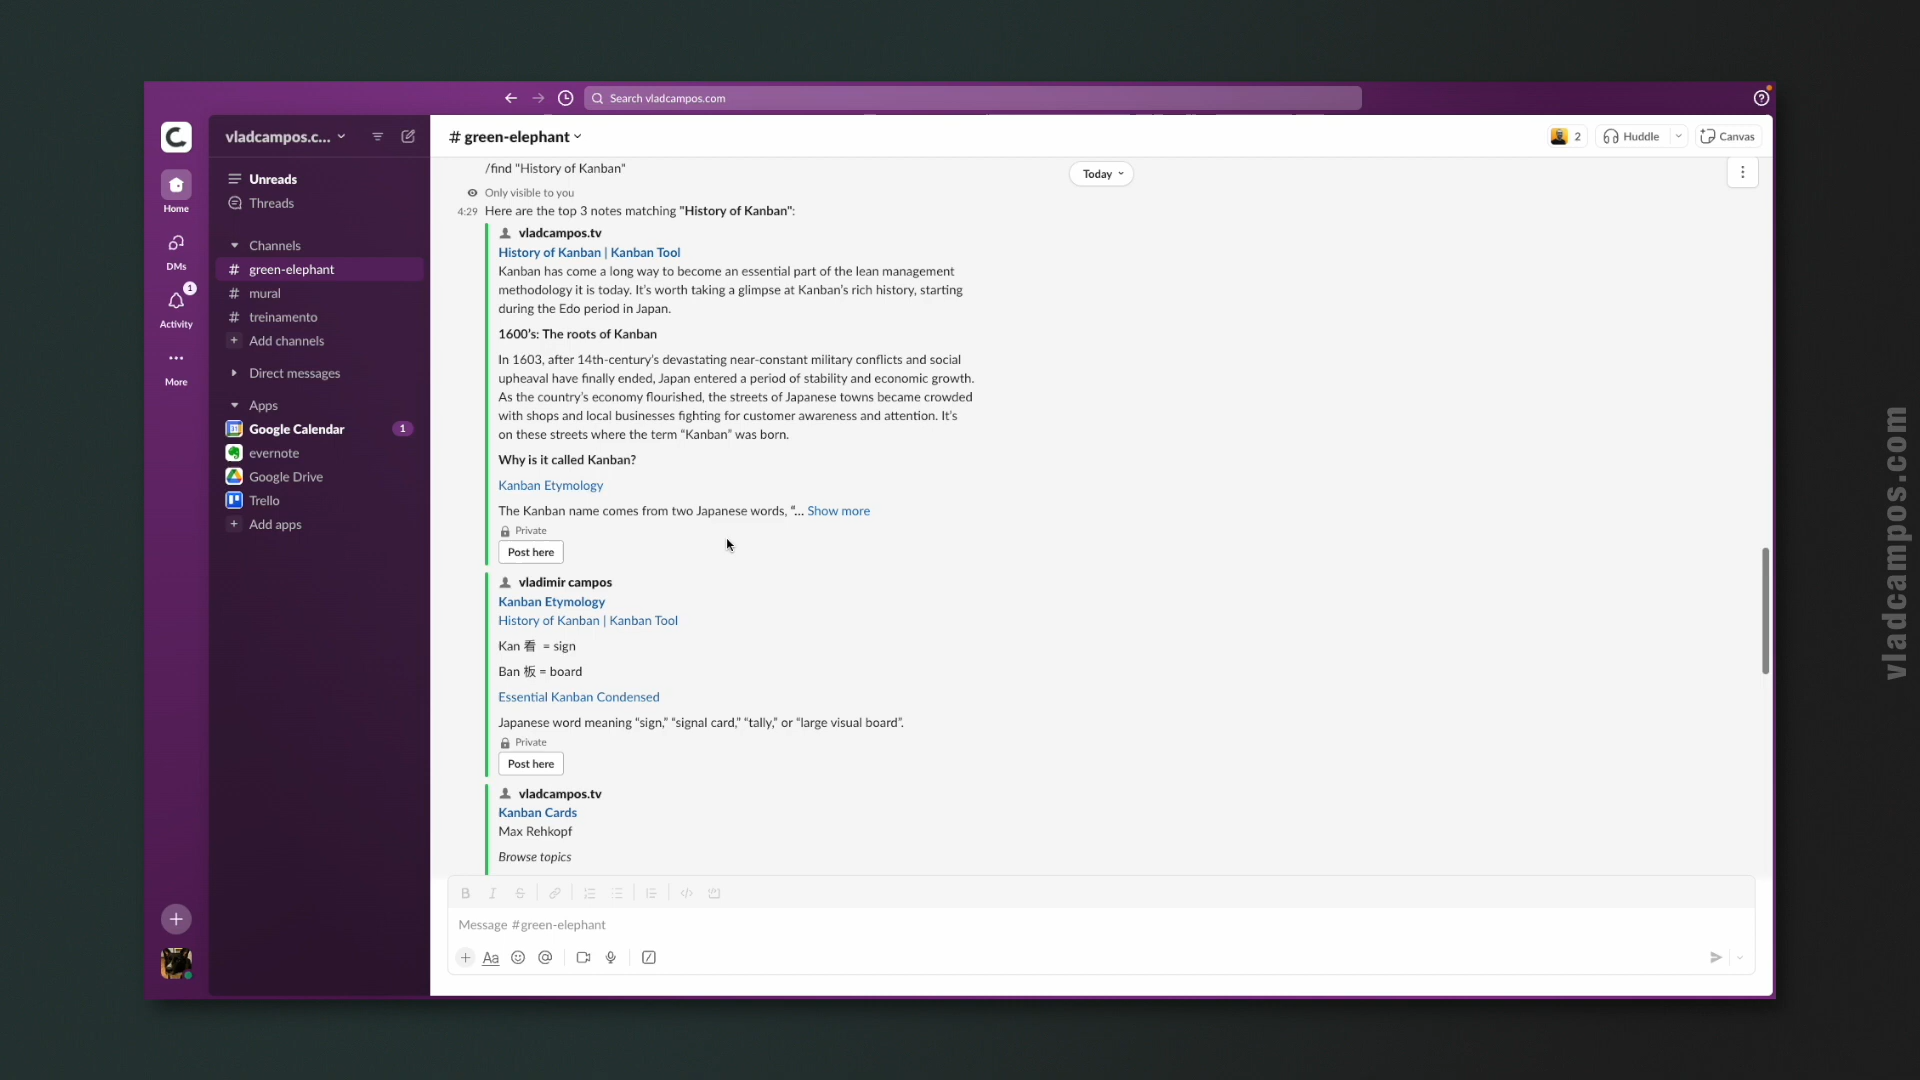 Search vladcampos.com
vladcampos.c...
Home
DMs
1
Activity
More
Unreads
Threads
Channels
# green-elephant
# mural
# treinamento
+ Add channels
Direct messages
Apps
Google Calendar 1
evernote
Google Drive
Trello
+ Add apps
# green-elephant
2
Huddle
Canvas
/find "History of Kanban"
Today
Only visible to you
4:29 Here are the top 3 notes matching "History of Kanban":
vladcampos.tv
History of Kanban | Kanban Tool
Kanban has come a long way to become an essential part of the lean management
methodology it is today. It's worth taking a glimpse at Kanban's rich history, starting
during the Edo period in Japan.
1600's: The roots of Kanban
In 1603, after 14th-century's devastating near-constant military conflicts and social
upheaval have finally ended, Japan entered a period of stability and economic growth.
As the country's economy flourished, the streets of Japanese towns became crowded
with shops and local businesses fighting for customer awareness and attention. It's
on these streets where the term “Kanban” was born.
Why is it called Kanban?
Kanban Etymology
The Kanban name comes from two Japanese words, “... Show more
Private
Post here
vladimir campos
Kanban Etymology
History of Kanban | Kanban Tool
Kan 看 = sign
Ban 板 = board
Essential Kanban Condensed
Japanese word meaning “sign,” “signal card,” “tally,” or “large visual board”.
Private
Post here
vladcampos.tv
Kanban Cards
Max Rehkopf
Browse topics
Message #green-elephant
Aa
vladcampos.com